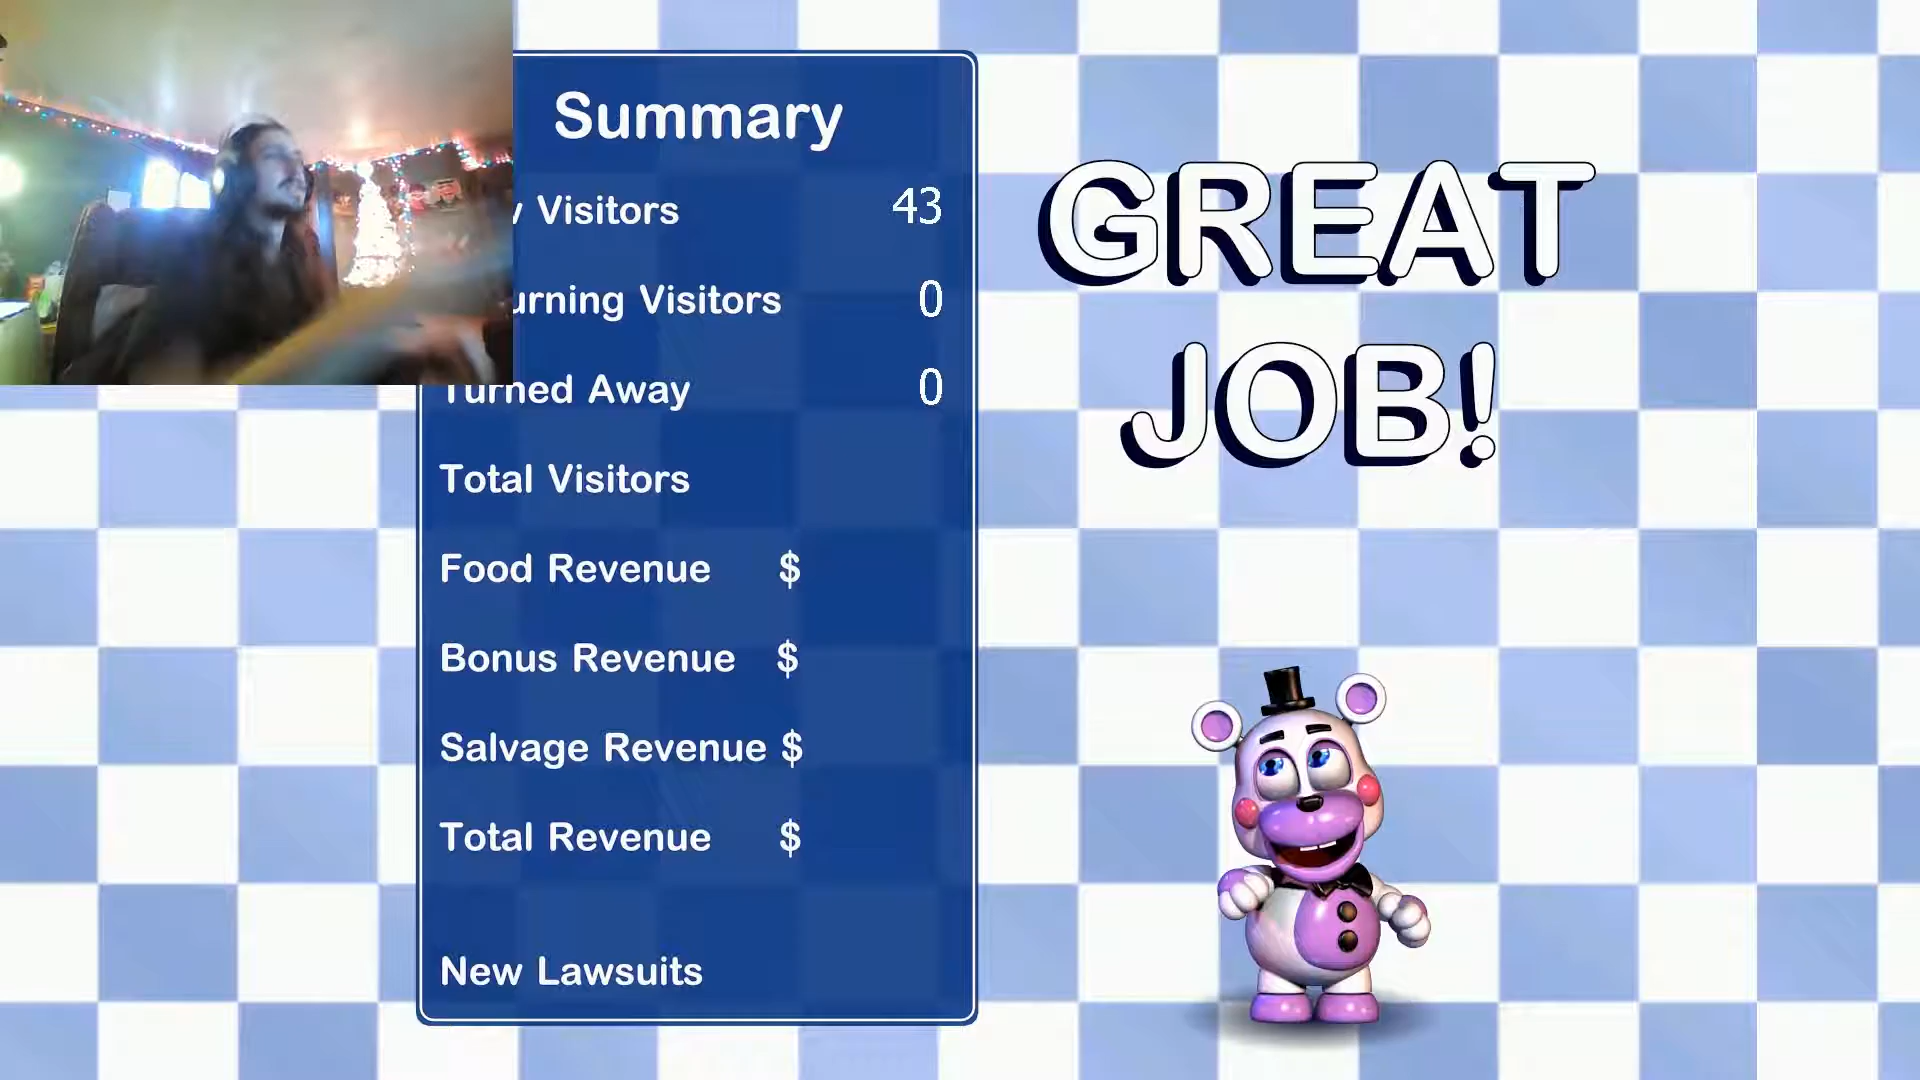 Summary
Visitors 43
urning Visitors 0
Turned Away 0
Total Visitors
Food Revenue $
Bonus Revenue $
Salvage Revenue $
Total Revenue $
New Lawsuits
GREAT
JOB!